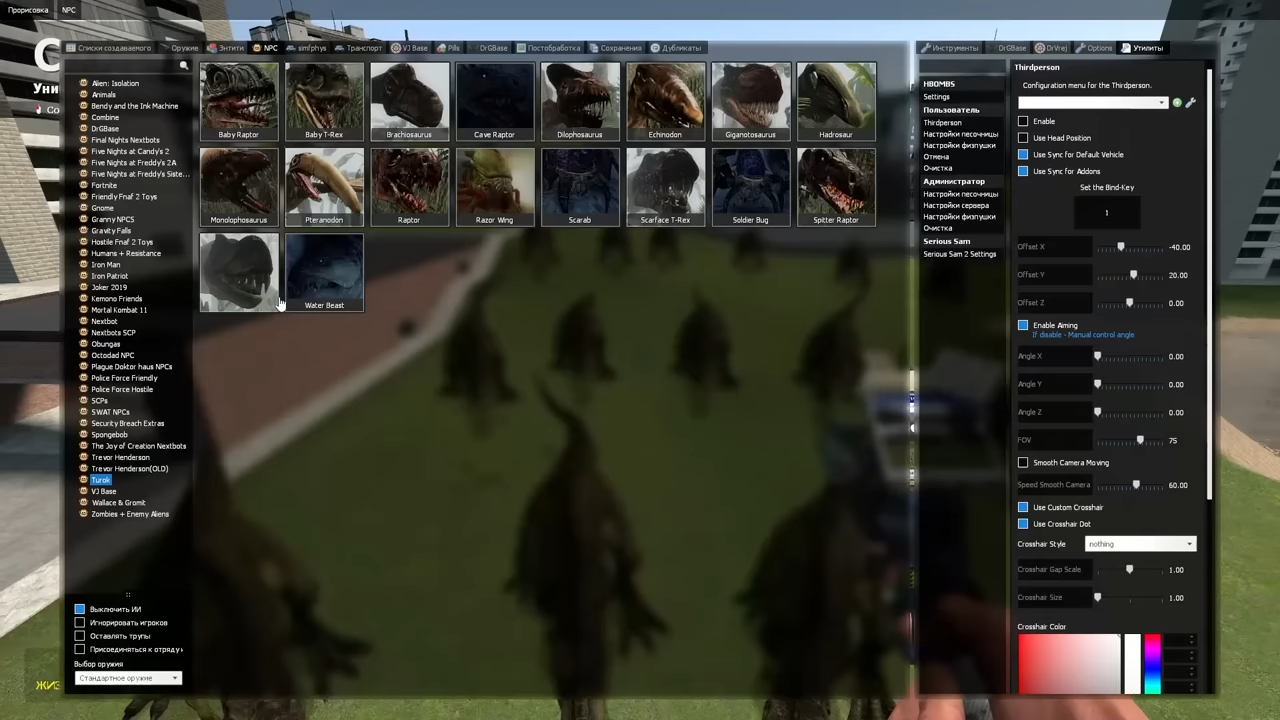 Прорисовка NPC
С
Уни
Со
Списки создаваемого Оружие Энтити NPC simfphys Транспорт VJ Base Pills DrGBase Постобработка Сохранения Дубликаты
Alien: Isolation
Animals
Bendy and the Ink Machine
Combine
DrGBase
Final Nights Nextbots
Five Nights at Candy's 2
Five Nights at Freddy's 2A
Five Nights at Freddy's Siste...
Fortnite
Friendly Fnaf 2 Toys
Gnome
Granny NPCS
Gravity Falls
Hostile Fnaf 2 Toys
Humans + Resistance
Iron Man
Iron Patriot
Joker 2019
Kemono Friends
Mortal Kombat 11
Nextbot
Nextbots SCP
Obungas
Octodad NPC
Plague Doktor haus NPCs
Police Force Friendly
Police Force Hostile
SCPs
SWAT NPCs
Security Breach Extras
Spongebob
The Joy of Creation Nextbots
Trevor Henderson
Trevor Henderson(OLD)
Turok
VJ Base
Wallace & Gromit
Zombies + Enemy Aliens
Выключить ИИ
Игнорировать игроков
Оставлять трупы
Присоединяться к отряду
Выбор оружия
Стандартное оружие
ЖИЗ
Baby Raptor Baby T-Rex Brachiosaurus Cave Raptor Dilophosaurus Echinodon Giganotosaurus Hadrosaur
Monolophosaurus Pteranodon Raptor Razor Wing Scarab Scarface T-Rex Soldier Bug Spitter Raptor
Water Beast
Инструменты DrGBase DrVrej Options Утилиты
HBOMBS
Settings
Пользователь
Thirdperson
Настройки песочницы
Настройки физпушки
Отмена
Очистка
Администратор
Настройки песочницы
Настройки сервера
Настройки физпушки
Очистка
Serious Sam
Serious Sam 2 Settings
Thirdperson
Configuration menu for the Thirdperson.
Enable
Use Head Position
Use Sync for Default Vehicle
Use Sync for Addons
Set the Bind-Key
1
Offset X -40.00
Offset Y 20.00
Offset Z 0.00
Enable Aiming
If disable - Manual control angle
Angle X 0.00
Angle Y 0.00
Angle Z 0.00
FOV 75
Smooth Camera Moving
Speed Smooth Camera 60.00
Use Custom Crosshair
Use Crosshair Dot
Crosshair Style nothing
Crosshair Gap Scale 1.00
Crosshair Size 1.00
Crosshair Color